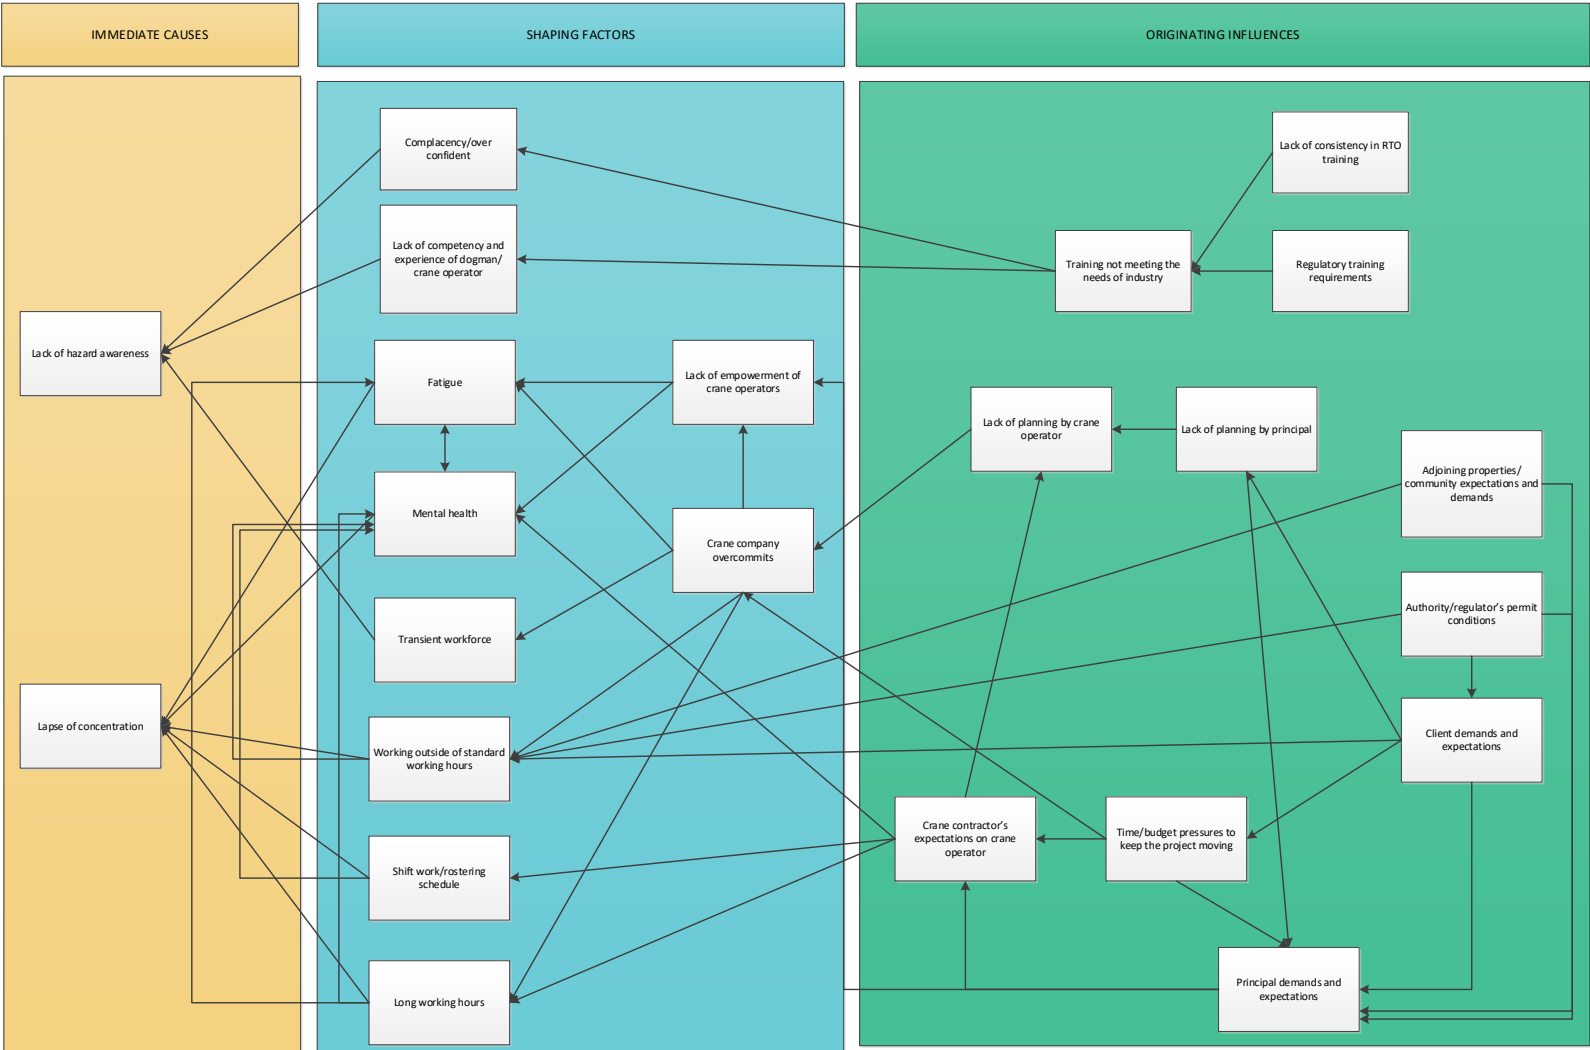 IMMEDIATE CAUSES
SHAPING FACTORS
ORIGINATING INFLUENCES
Lack of hazard awareness
Lapse of concentration
Complacency/over
confident
Lack of competency and
experience of dogman/
crane operator
Fatigue
Mental health
Transient workforce
Working outside of standard
working hours
Shift work/rostering
schedule
Long working hours
Lack of empowerment of
crane operators
Crane company
overcommits
Lack of consistency in RTO
training
Training not meeting the
needs of industry
Regulatory training
requirements
Lack of planning by crane
operator
Lack of planning by principal
Adjoining properties/
community expectations and
demands
Authority/regulator's permit
conditions
Client demands and
expectations
Crane contractor's
expectations on crane
operator
Time/budget pressures to
keep the project moving
Principal demands and
expectations